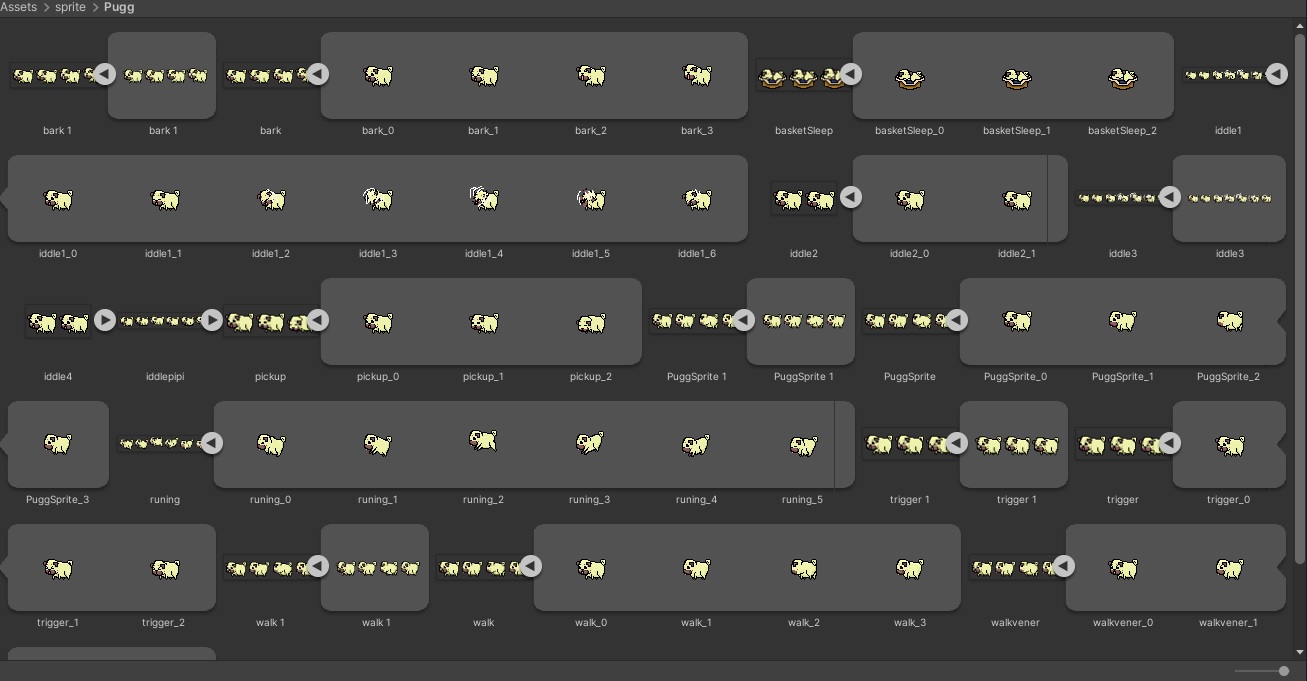 Assets > sprite > Pugg
bark 1 bark 1 bark bark_0 bark_1 bark_2 bark_3 basketSleep basketSleep_0 basketSleep_1 basketSleep_2 iddle1
iddle1_0 iddle1_1 iddle1_2 iddle1_3 iddle1_4 iddle1_5 iddle1_6 iddle2 iddle2_0 iddle2_1 iddle3 iddle3
iddle4 iddlepipi pickup pickup_0 pickup_1 pickup_2 PuggSprite 1 PuggSprite 1 PuggSprite PuggSprite_0 PuggSprite_1 PuggSprite_2
PuggSprite_3 runing runing_0 runing_1 runing_2 runing_3 runing_4 runing_5 trigger 1 trigger 1 trigger trigger_0
trigger_1 trigger_2 walk 1 walk 1 walk walk_0 walk_1 walk_2 walk_3 walkvener walkvener_0 walkvener_1